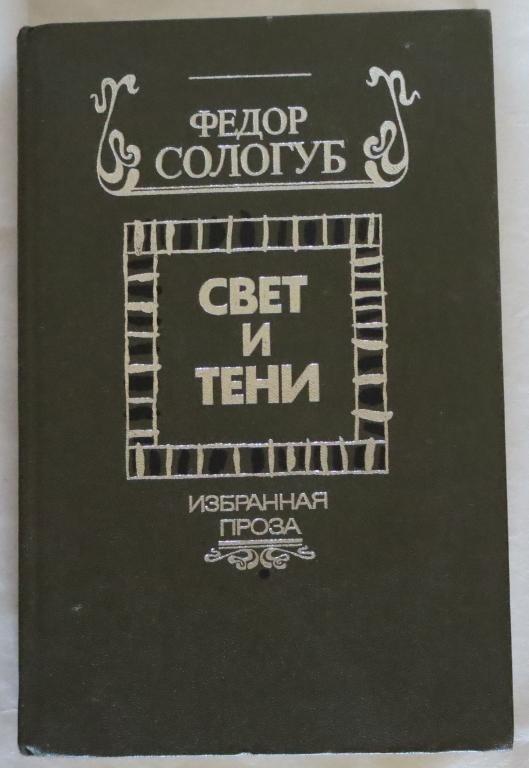 ФЕДОР
СОЛОГУБ
СВЕТ
И
ТЕНИ
ИЗБРАННАЯ
ПРОЗА